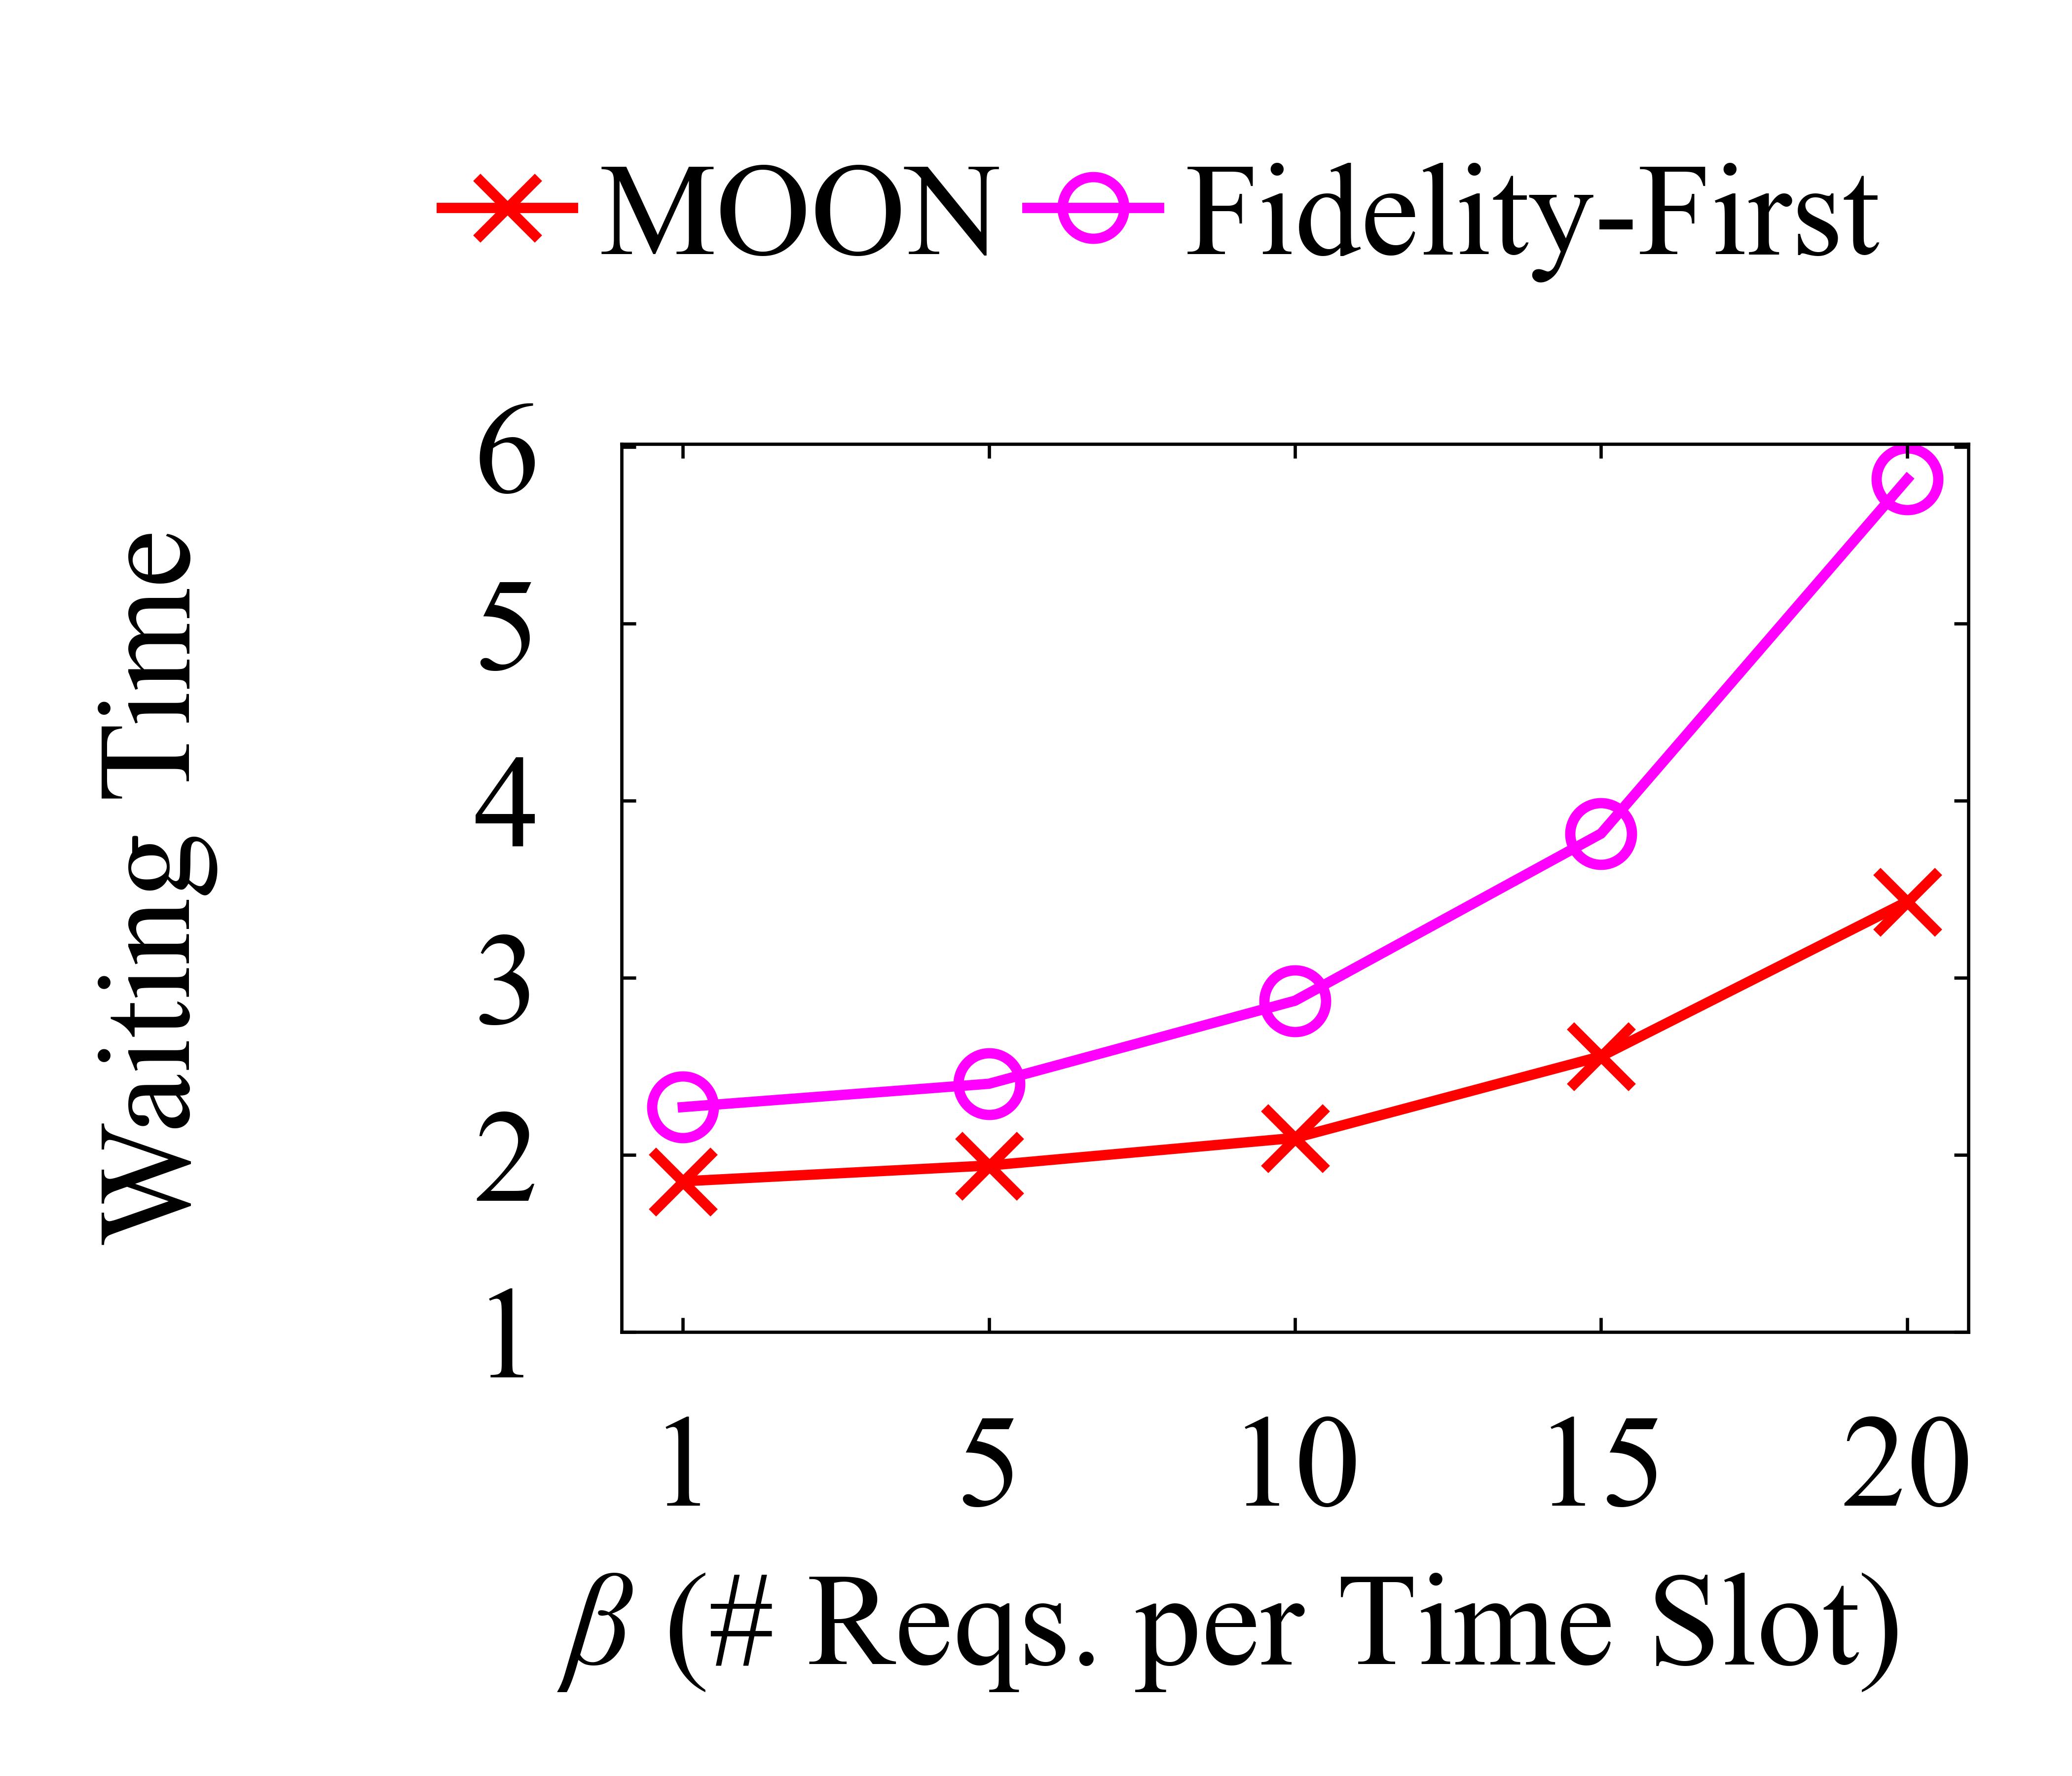 MOON Fidelity-First
6
5
4
3
2
1
Waiting Time
1 5 10 15 20
β (# Reqs. per Time Slot)